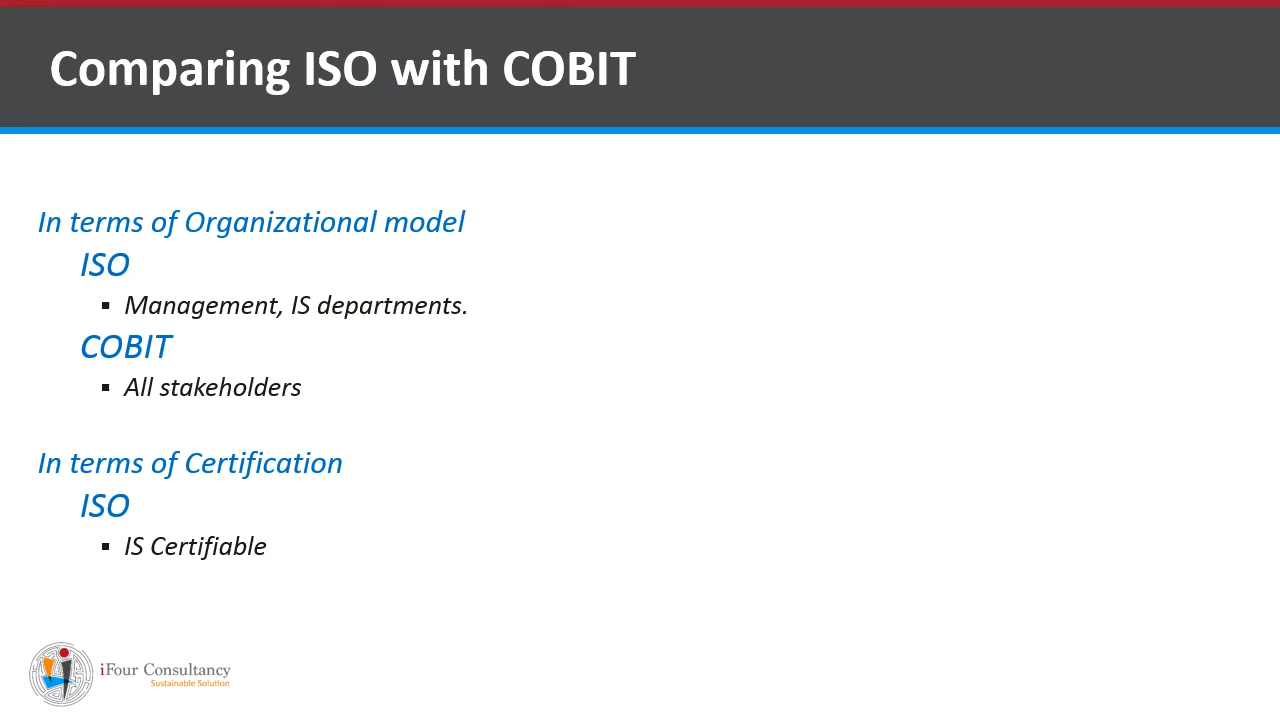 Comparing ISO with COBIT
In terms of Organizational model
ISO
▪ Management, IS departments.
COBIT
▪ All stakeholders
In terms of Certification
ISO
▪ IS Certifiable
iFour Consultancy
Sustainable Solution